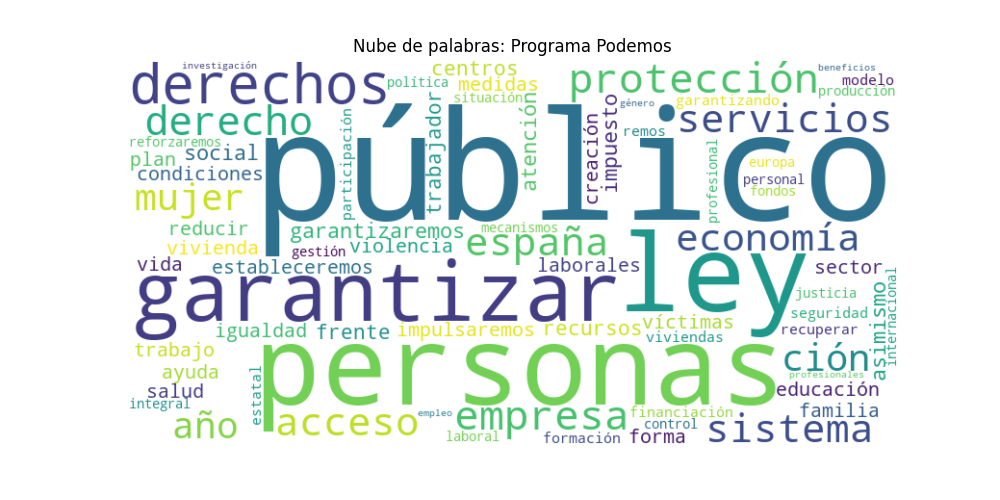 Nube de palabras: Programa Podemos
investigación
derechos
política
centros
medidas
situación
protección
beneficios
modelo
producción
género
garantizando
servicios
derecho
público
reforzaremos
plan
social
condiciones
participación
trabajador
atención
creación
impuesto
remos
profesional
europa
personal
fondos
mujer
reducir
vivienda
garantizaremos
gestión
violencia
mecanismos
españa
economía
ley
vida
estableceremos
laborales
sector
garantizar
justicia
seguridad
recuperar
asimismo
internacional
igualdad
frente
impulsaremos
recursos
víctimas
viviendas
trabajo
ayuda
salud
integral
estatal
personas
ción
profesionales
educación
año
acceso
empleo
empresa
laboral
formación
financiación
control
forma
familia
sistema